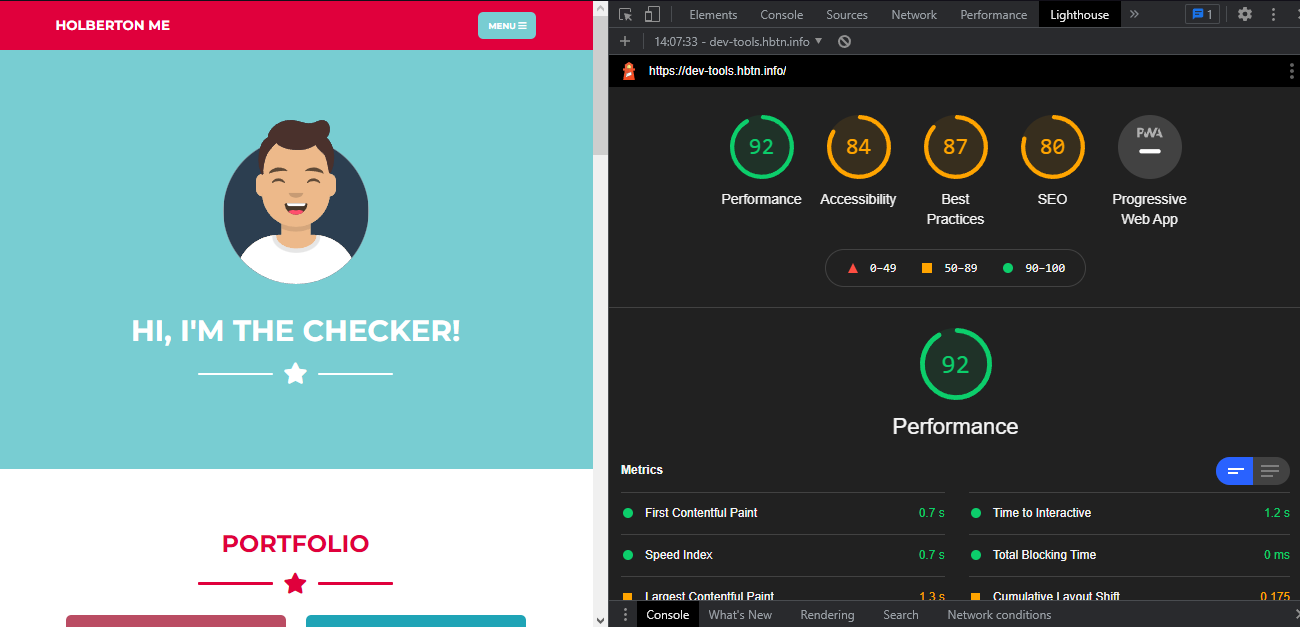 HOLBERTON ME
MENU
HI, I'M THE CHECKER!
PORTFOLIO
Elements Console Sources Network Performance Lighthouse » 1
14:07:33 - dev-tools.hbtn.info
https://dev-tools.hbtn.info/
92 84 87 80 PWA
Performance Accessibility Best Practices SEO Progressive Web App
0–49 50–89 90–100
92
Performance
Metrics
First Contentful Paint 0.7 s Time to Interactive 1.2 s
Speed Index 0.7 s Total Blocking Time 0 ms
Largest Contentful Paint 1.3 s Cumulative Layout Shift 0.175
Console What's New Rendering Search Network conditions